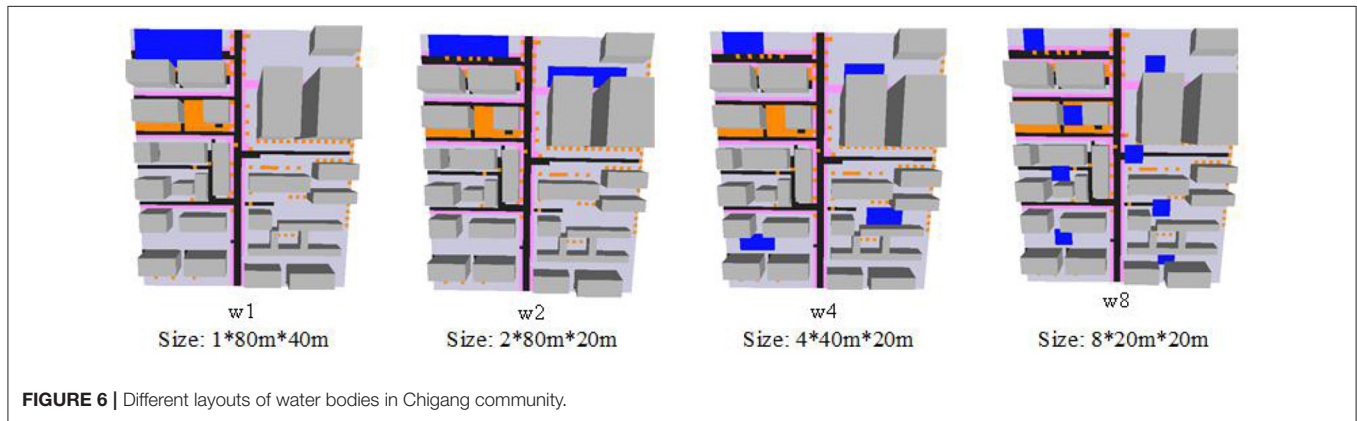 w1
Size: 1*80m*40m
w2
Size: 2*80m*20m
w4
Size: 4*40m*20m
w8
Size: 8*20m*20m
FIGURE 6 | Different layouts of water bodies in Chigang community.